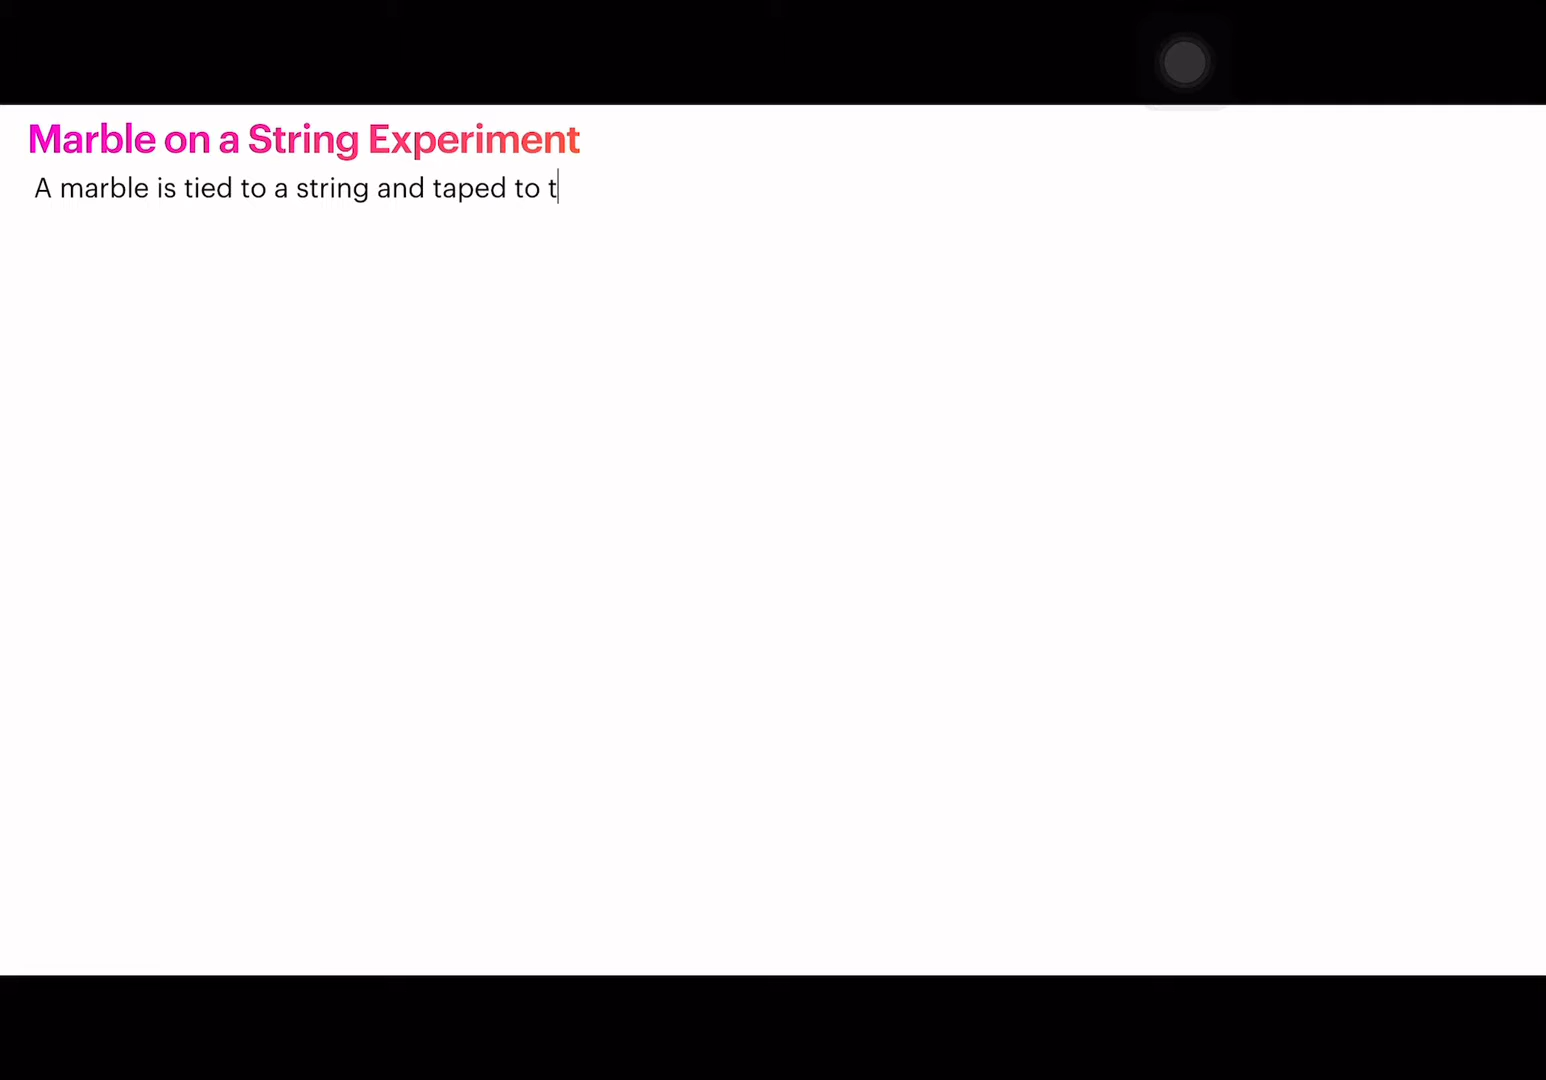 Marble on a String Experiment
A marble is tied to a string and taped to t